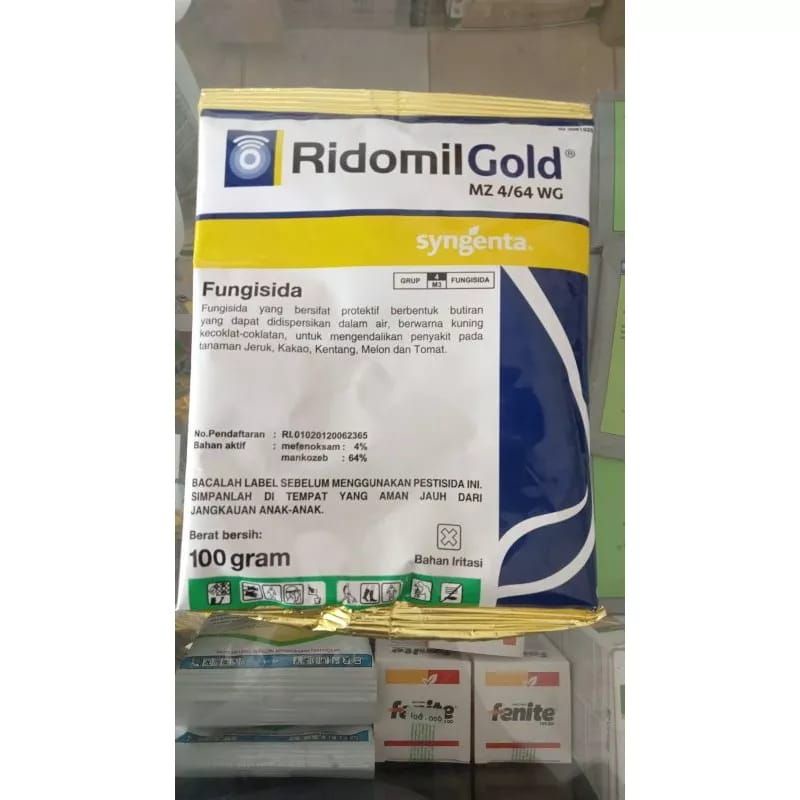 RidomilGold®
MZ 4/64 WG
syngenta.
GRUP 4 M3 FUNGISIDA
Fungisida
Fungisida yang bersifat protektif berbentuk butiran
yang dapat didispersikan dalam air, berwarna kuning
kecoklat-coklatan, untuk mengendalikan penyakit pada
tanaman Jeruk, Kakao, Kentang, Melon dan Tomat.
No.Pendaftaran : RI.01020120062365
Bahan aktif : mefenoksam : 4%
mankozeb : 64%
BACALAH LABEL SEBELUM MENGGUNAKAN PESTISIDA INI.
SIMPANLAH DI TEMPAT YANG AMAN JAUH DARI
JANGKAUAN ANAK-ANAK.
Berat bersih:
100 gram
Bahan Iritasi
fenite